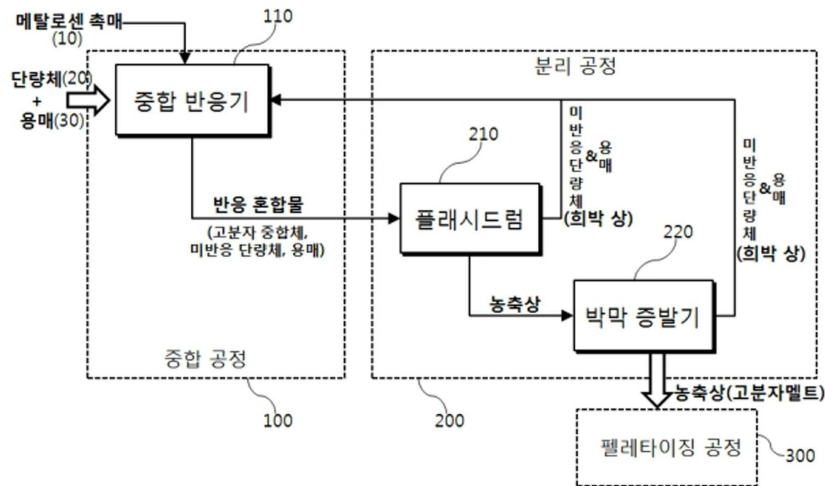 메탈로센 촉매
(10)
110
단량체(20)
+
용매(30)
중합 반응기
분리 공정
210
미반응단량체
&
용매
(희박 상)
미반응단량체
&
용매
(희박 상)
반응 혼합물
(고분자 중합체,
미반응 단량체, 용매)
플래시드럼
220
농축상
박막 증발기
중합 공정
100
200
농축상(고분자멜트)
펠레타이징 공정
300